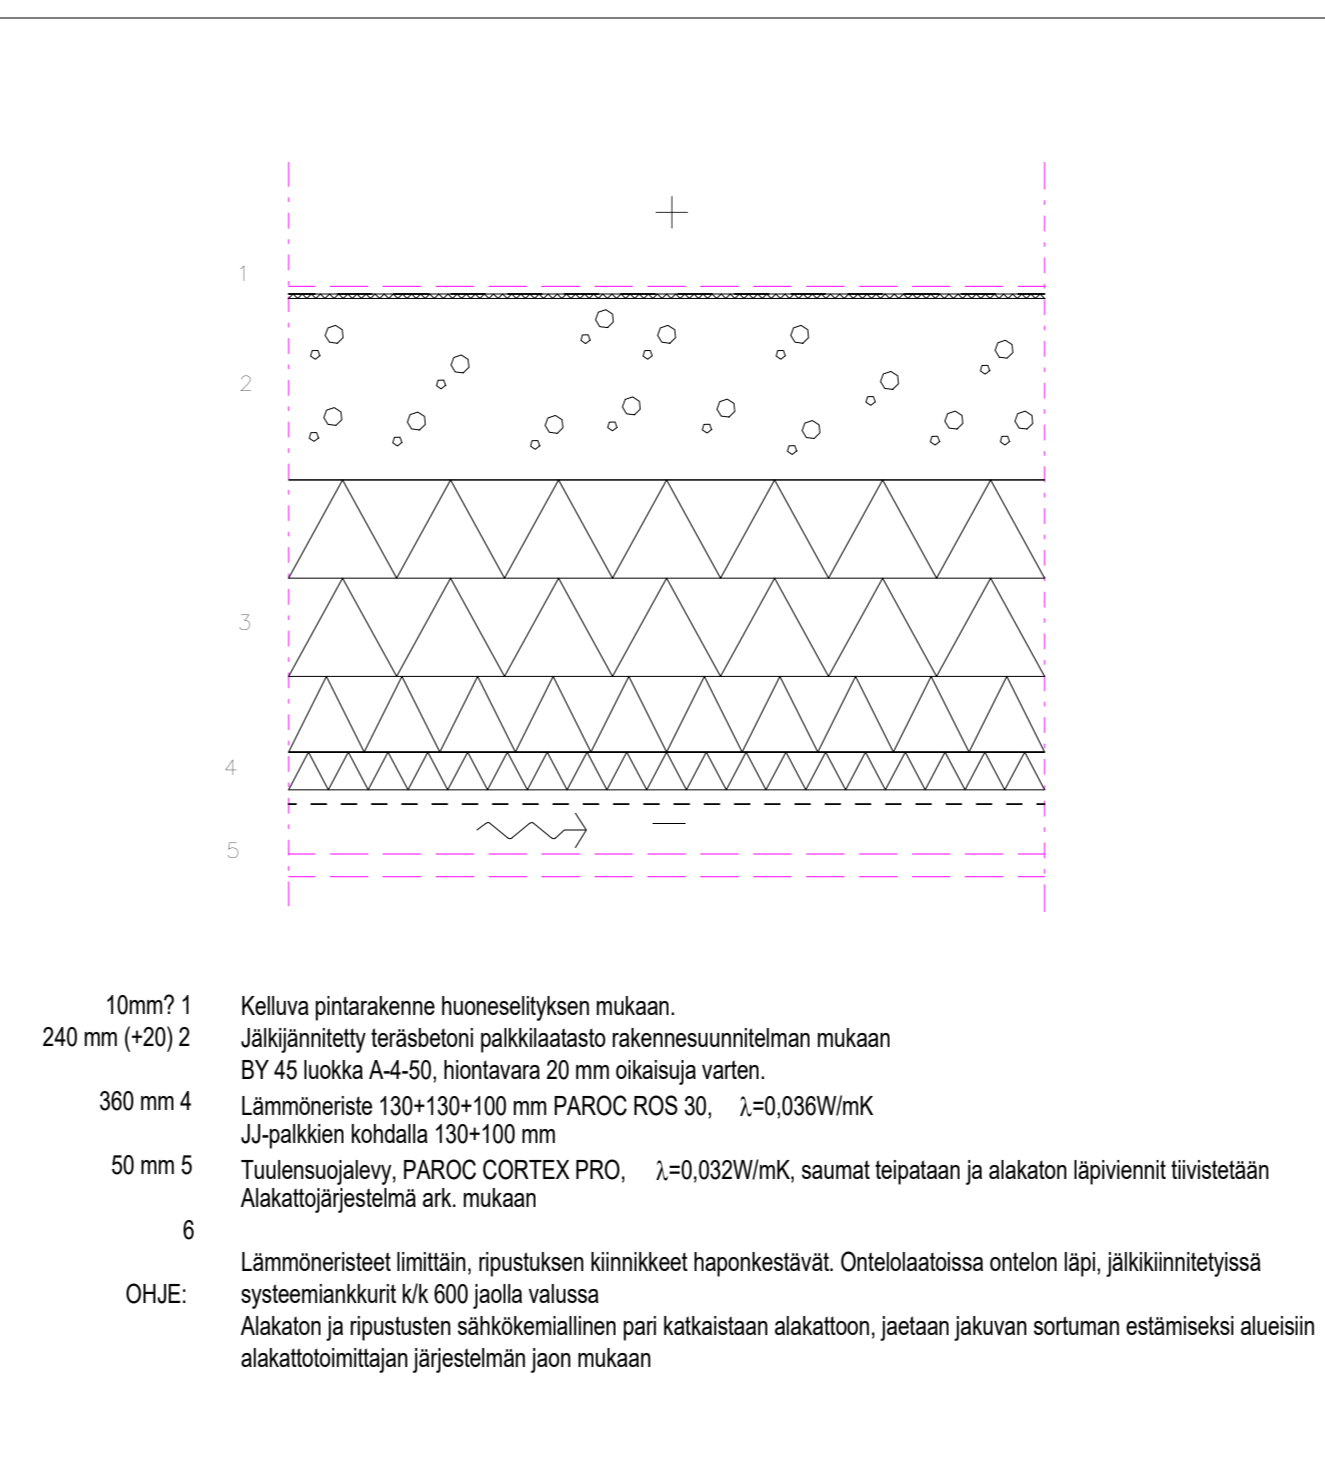 1
2
3
4
5
10mm? 1 Kelluva pintarakenne huoneselityksen mukaan.
240 mm (+20) 2 Jälkijännitetty teräsbetoni palkkilaatasto rakennesuunnitelman mukaan
BY 45 luokka A-4-50, hiontavara 20 mm oikaisuja varten.
360 mm 4 Lämmöneriste 130+130+100 mm PAROC ROS 30, λ=0,036W/mK
JJ-palkkien kohdalla 130+100 mm
50 mm 5 Tuulensuojalevy, PAROC CORTEX PRO, λ=0,032W/mK, saumat teipataan ja alakaton läpiviennit tiivistetään
Alakattojärjestelmä ark. mukaan
6
Lämmöneristeet limittäin, ripustuksen kiinnikkeet haponkestävät. Ontelolaatoissa ontelon läpi, jälkikiinnitetyissä
OHJE: systeemiankkurit k/k 600 jaolla valussa
Alakaton ja ripustusten sähkökemiallinen pari katkaistaan alakattoon, jaetaan jakuvan sortuman estämiseksi alueisiin
alakattotoimittajan järjestelmän jaon mukaan